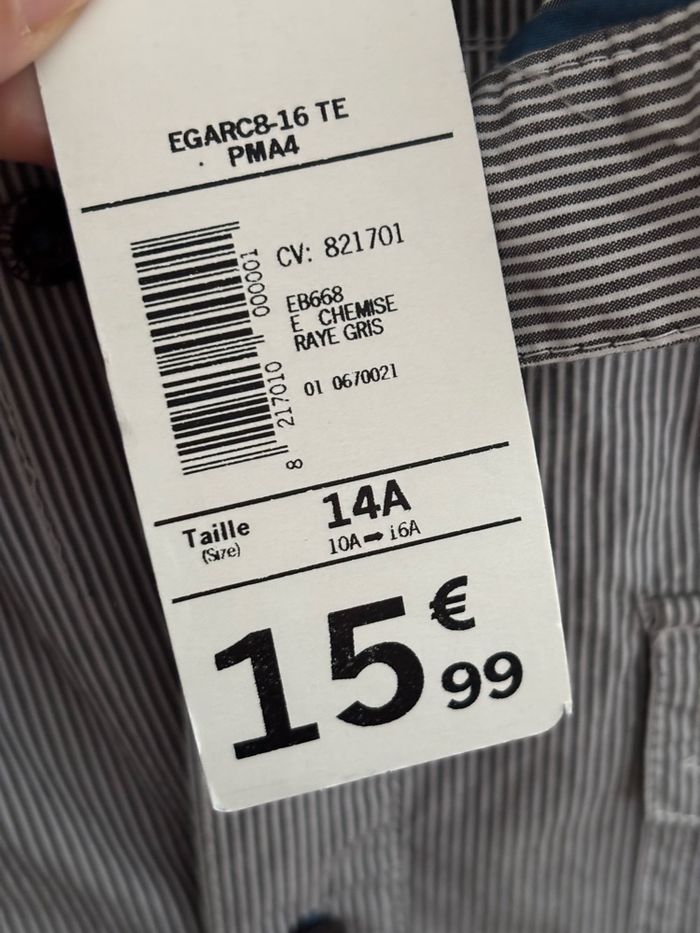 EGARC8-16 TE
PMA4
CV: 821701
EB668
E CHEMISE
RAYE GRIS
01 0670021
8 217010 000001
Taille
(Size)
14A
10A➡16A
15€99